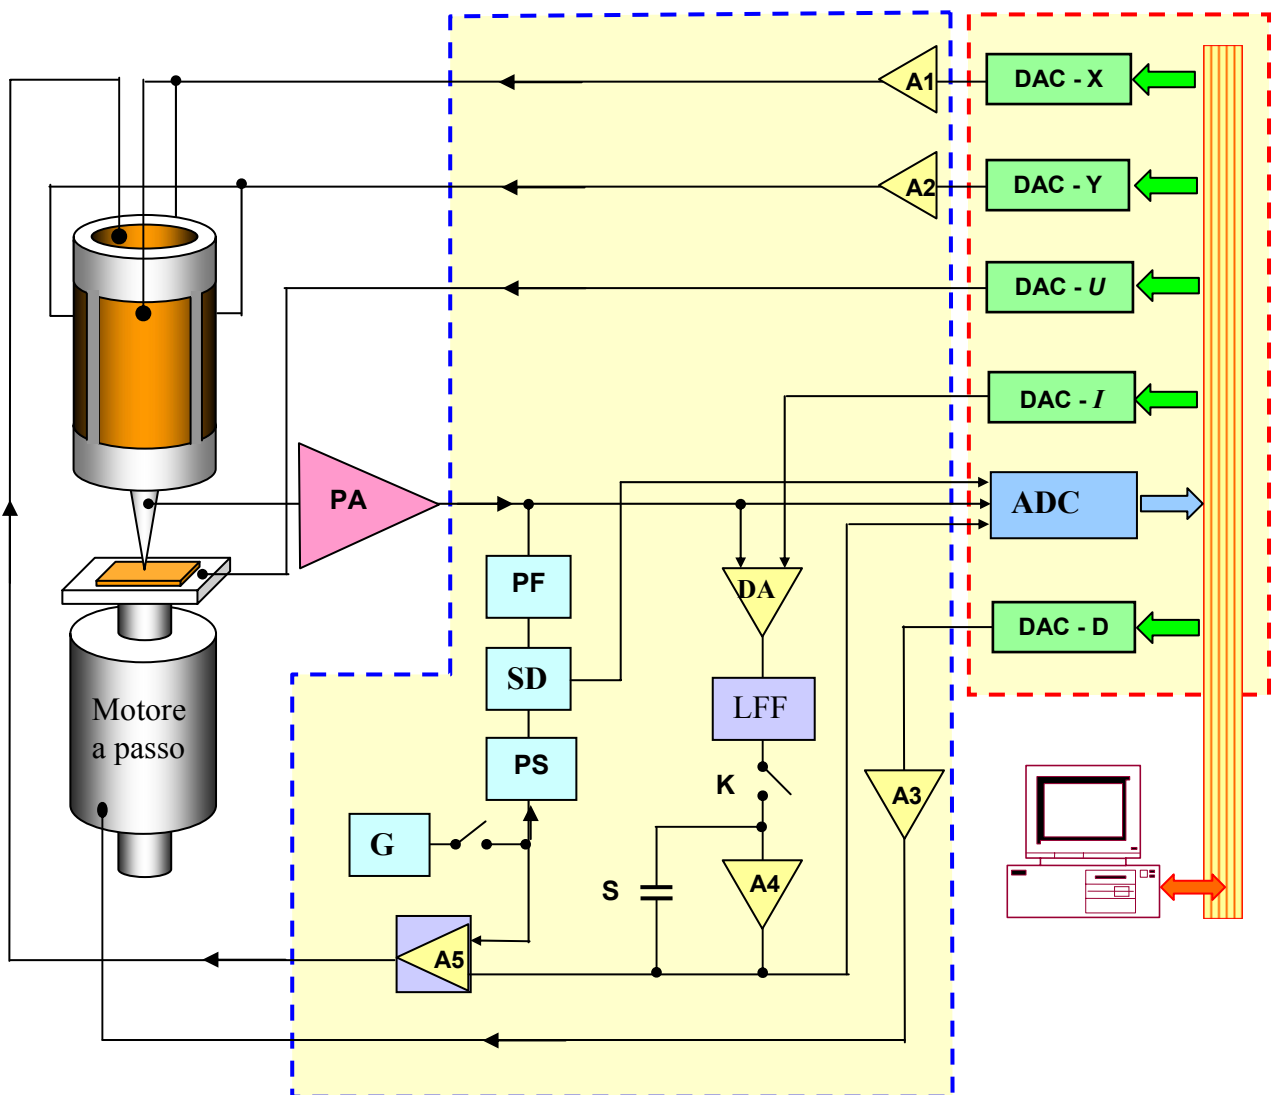 A1
DAC - X
A2
DAC - Y
DAC - U
DAC - I
PA
ADC
PF
DA
DAC - D
SD
LFF
Motore
a passo
PS
K
A3
G
S
A4
A5